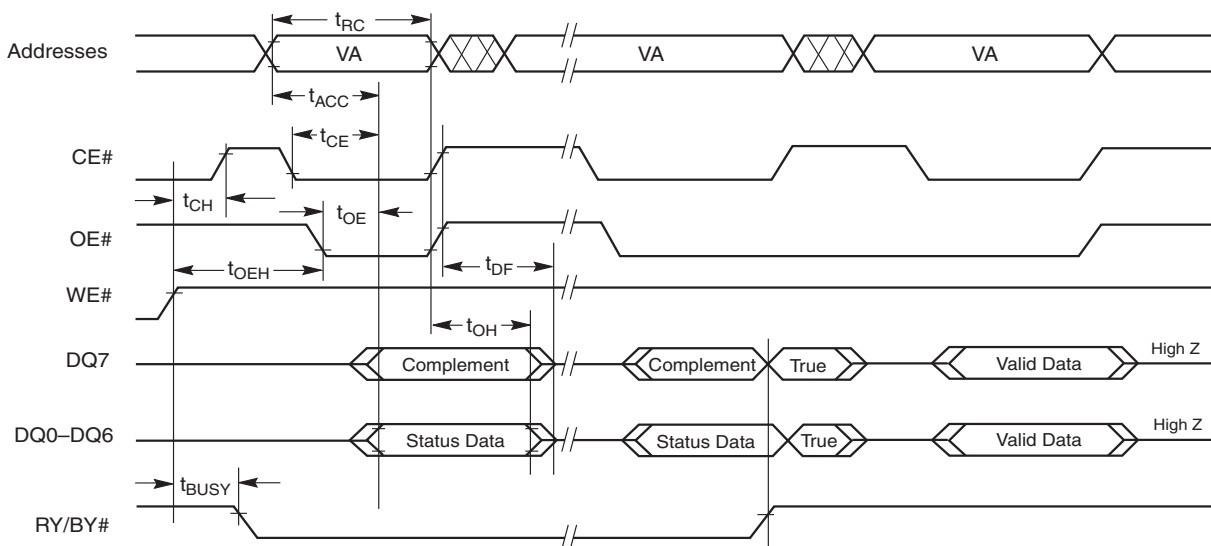 tRC
Addresses VA VA VA
tACC
tCE
CE#
tCH
tOE
OE#
tOEH tDF
WE#
tOH
DQ7 Complement Complement True Valid Data High Z
DQ0–DQ6 Status Data Status Data True Valid Data High Z
tBUSY
RY/BY#